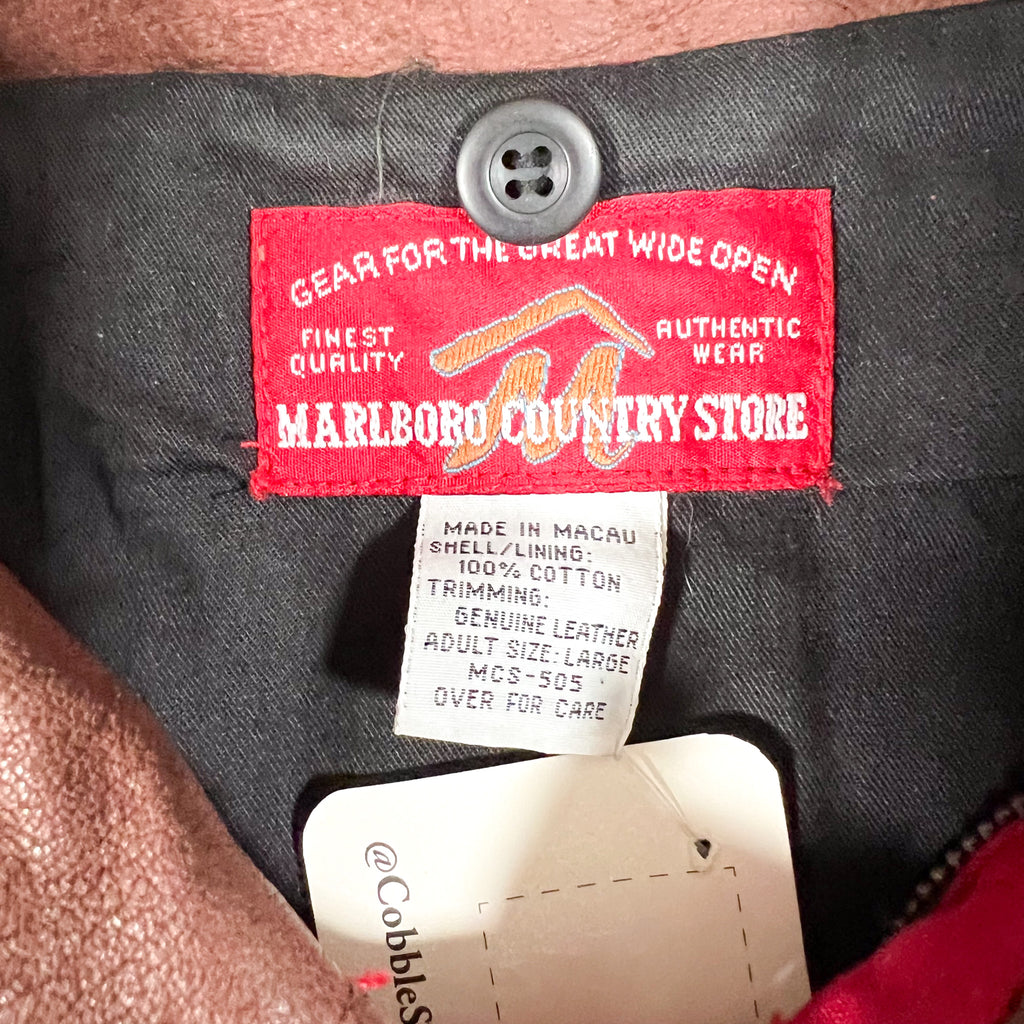 GEAR FOR THE GREAT WIDE OPEN
FINEST
QUALITY
AUTHENTIC
WEAR
MARLBORO COUNTRY STORE
MADE IN MACAU
SHELL/LINING:
100% COTTON
TRIMMING:
GENUINE LEATHER
ADULT SIZE: LARGE
MCS-505
OVER FOR CARE
@CobbleS